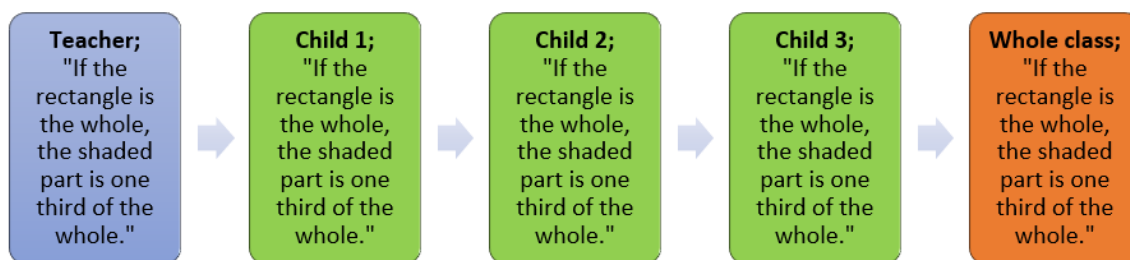 Teacher;
"If the
rectangle is
the whole,
the shaded
part is one
third of the
whole."
Child 1;
"If the
rectangle is
the whole,
the shaded
part is one
third of the
whole."
Child 2;
"If the
rectangle is
the whole,
the shaded
part is one
third of the
whole."
Child 3;
"If the
rectangle is
the whole,
the shaded
part is one
third of the
whole."
Whole class;
"If the
rectangle is
the whole,
the shaded
part is one
third of the
whole."